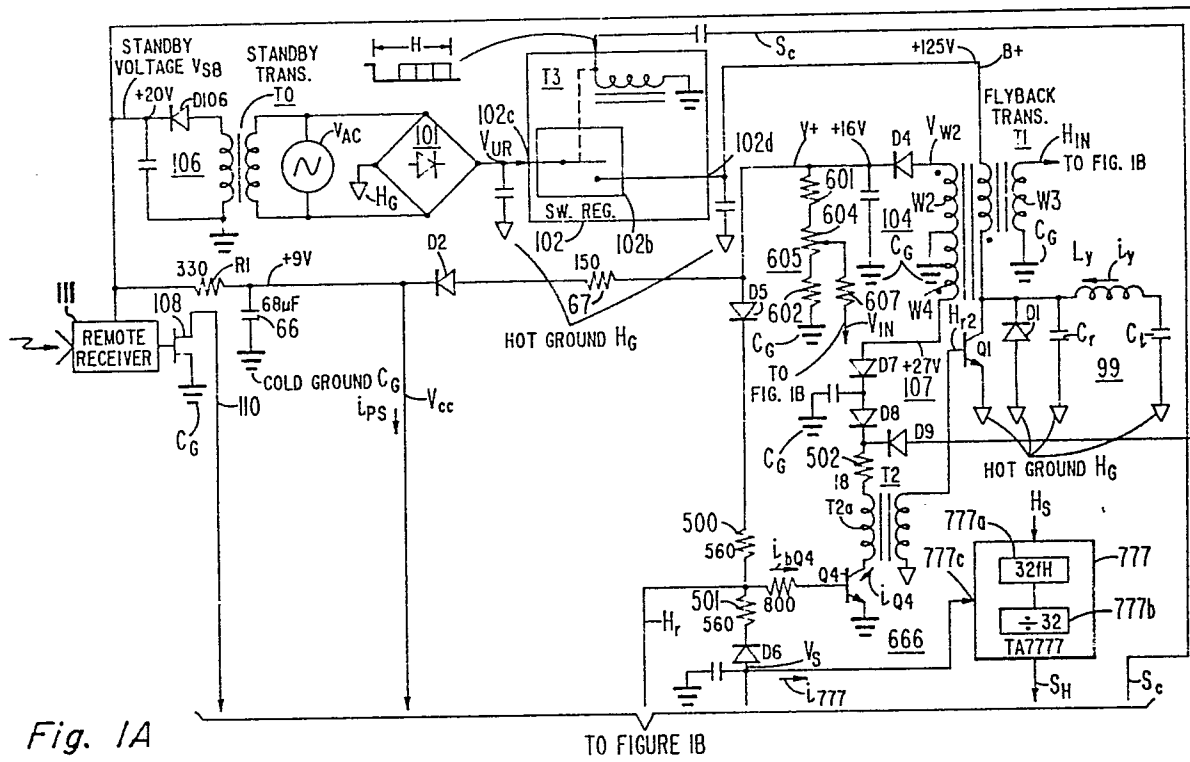 STANDBY
VOLTAGE VSB
+20V
D106
STANDBY
TRANS.
T0
106
VAC
H
101
HG
VUR
102c
T3
SW. REG.
102
102b
102d
SC
+125V
B+
FLYBACK
TRANS.
T1
HIN
TO FIG. 1B
V+
+16V
D4
VW2
601
604
605
602
607
104
W2
W3
W4
CG
CG
CG
VIN
TO
FIG. 1B
HOT GROUND HG
330
R1
+9V
D2
150
67
D5
111
REMOTE
RECEIVER
108
68µF
66
COLD GROUND CG
CG
110
iPS
VCC
Ly
iy
Hr2
Q1
D1
Cr
Ct
99
+27V
D7
107
D8
D9
CG
HOT GROUND HG
502
18
T2
T2a
500
560
ibQ4
800
Q4
iQ4
501
560
Hr
D6
VS
i777
666
HS
777a
777
777c
32fH
÷ 32
777b
TA7777
SH
SC
Fig. 1A
TO FIGURE 1B